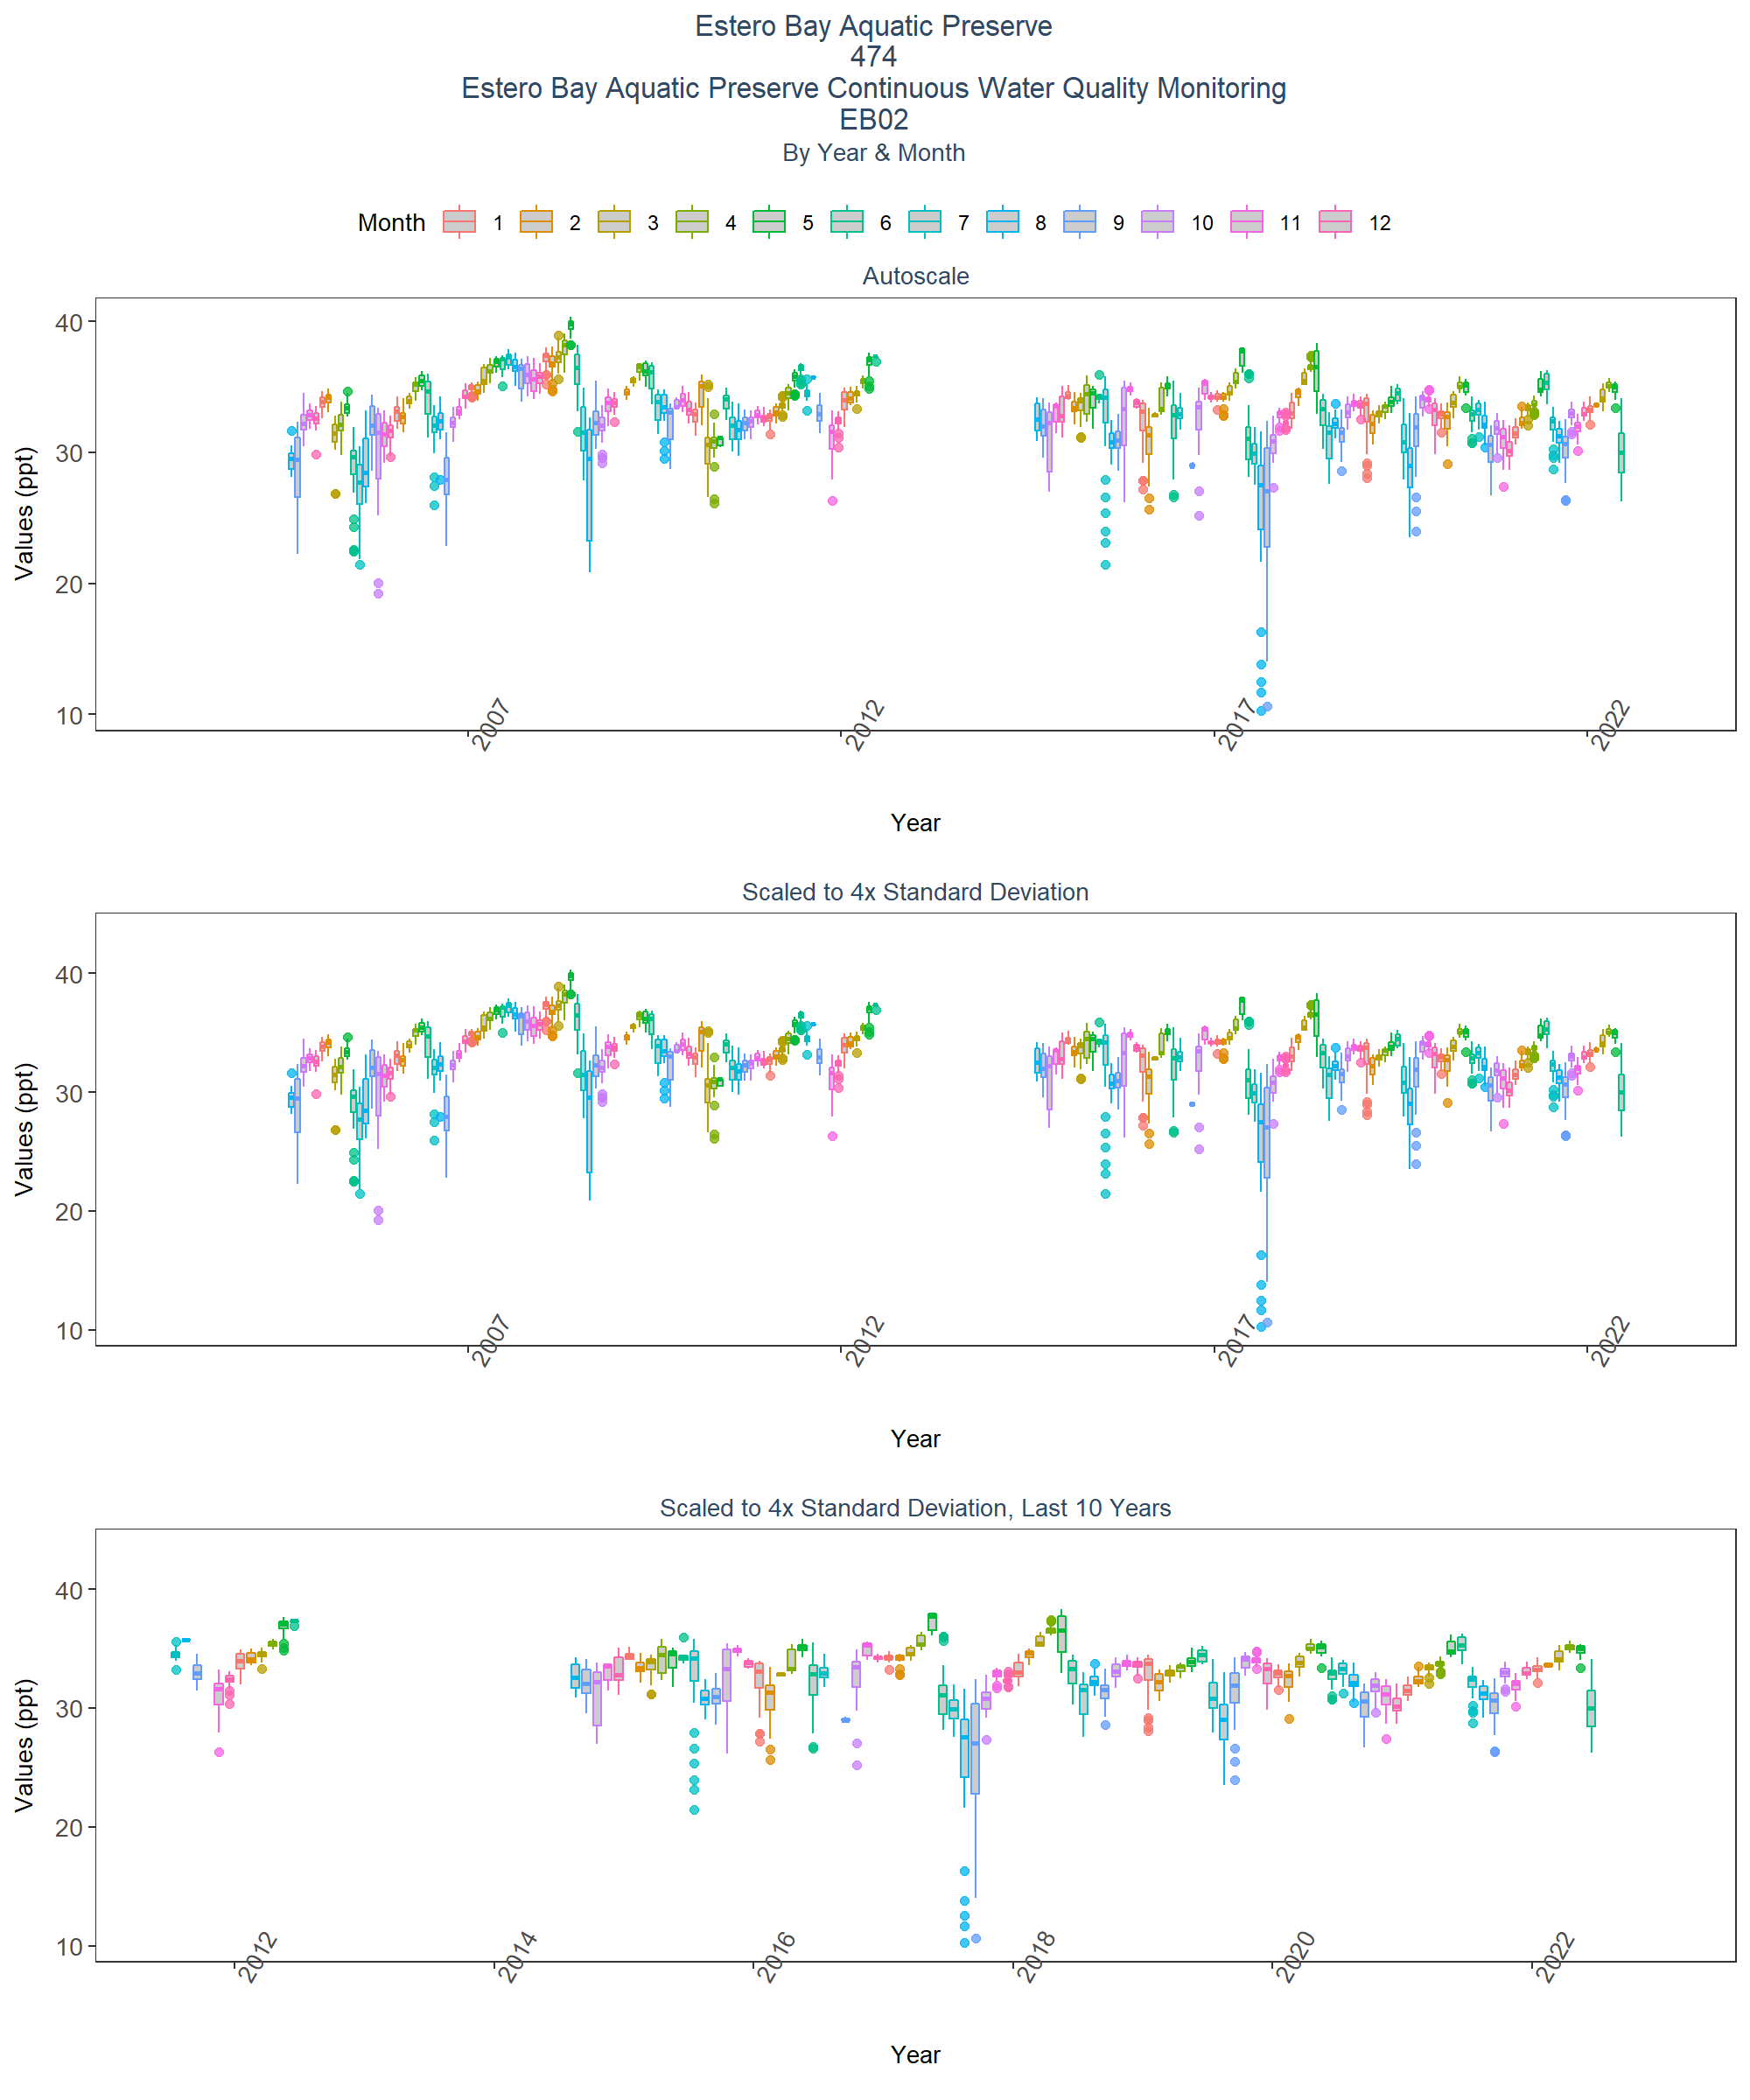 Estero Bay Aquatic Preserve
474
Estero Bay Aquatic Preserve Continuous Water Quality Monitoring
EB02
By Year & Month
Month 1 2 3 4 5 6 7 8 9 10 11 12
Autoscale
Values (ppt)
40
30
20
10
2007 2012 2017 2022
Year
Scaled to 4x Standard Deviation
Values (ppt)
40
30
20
10
2007 2012 2017 2022
Year
Scaled to 4x Standard Deviation, Last 10 Years
Values (ppt)
40
30
20
10
2012 2014 2016 2018 2020 2022
Year